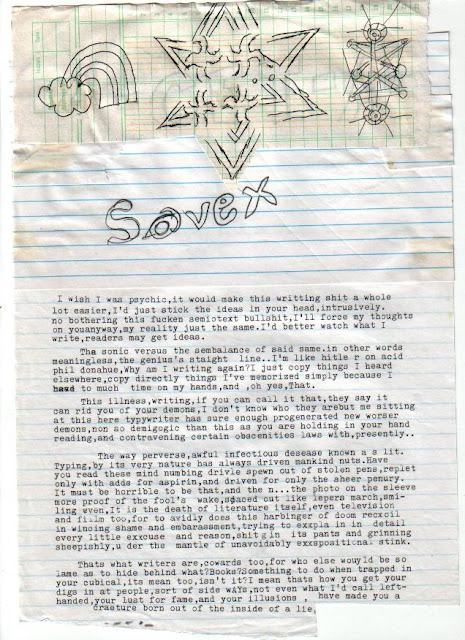 Savex
I wish I was psychic,it would make this writting shit a whole
lot easier,I'd just stick the ideas in your head,intrusively.
no bothering this fucken semiotext bullshit,I'll force my thoughts
on youanyway,my reality just the same.I'd better watch what I
write,readers may get ideas.
The sonic versus the sembalance of said same.in other words
meaningless,the genius's staight line..I'm like hitle r on acid
phil donahue,Why am I writing again?I just copy things I heard
elsewhere,copy directly things I've memorized simply because I
had to much time on my hands,and ,oh yes,That.
This illness,writing,if you can call it that,they say it
can rid you of your demons,I don't know who they areut me sitting
at this here typywriter has sure enough progenerated new worser
demons,non so demigogic than this as you are holding in your hand
reading,and contravening certain obscenities laws with,presently..
The way perverse,awful infectious desease known a s lit.
Typing,by its very nature has always driven mankind nuts.Have
you read these mind numbing drivle spewn out of stolen pens,replet
only with adds for aspirin,and driven for only the sheer penury.
It must be horrible to be that,and the n...the photo on the sleeve
more proof of the fool's wake,spaced out like lepers march,smi-
ling even,It is the death of literature itself,even television
and fillm too,for to avidly does this harbinger of doom recroil
in wincing shame and embarassment,trying to exxpla in in detail
every little exxcuse and reason,shit g in its pants and grinning
sheepishly,u der the mantle of unavoidably exxspositional stink.
Thats what writers are,cowards too,for who else wouyld be so
lame as to hide behind what?Books?Something to do when trapped in
your cubical,its mean too,isn't it?I mean thats how you get your
digs in at people,sort of side wAYs,not even what I'd call left-
handed,your lust for fame,and your illusions , have made you a
craeture born out of the inside of a lie,